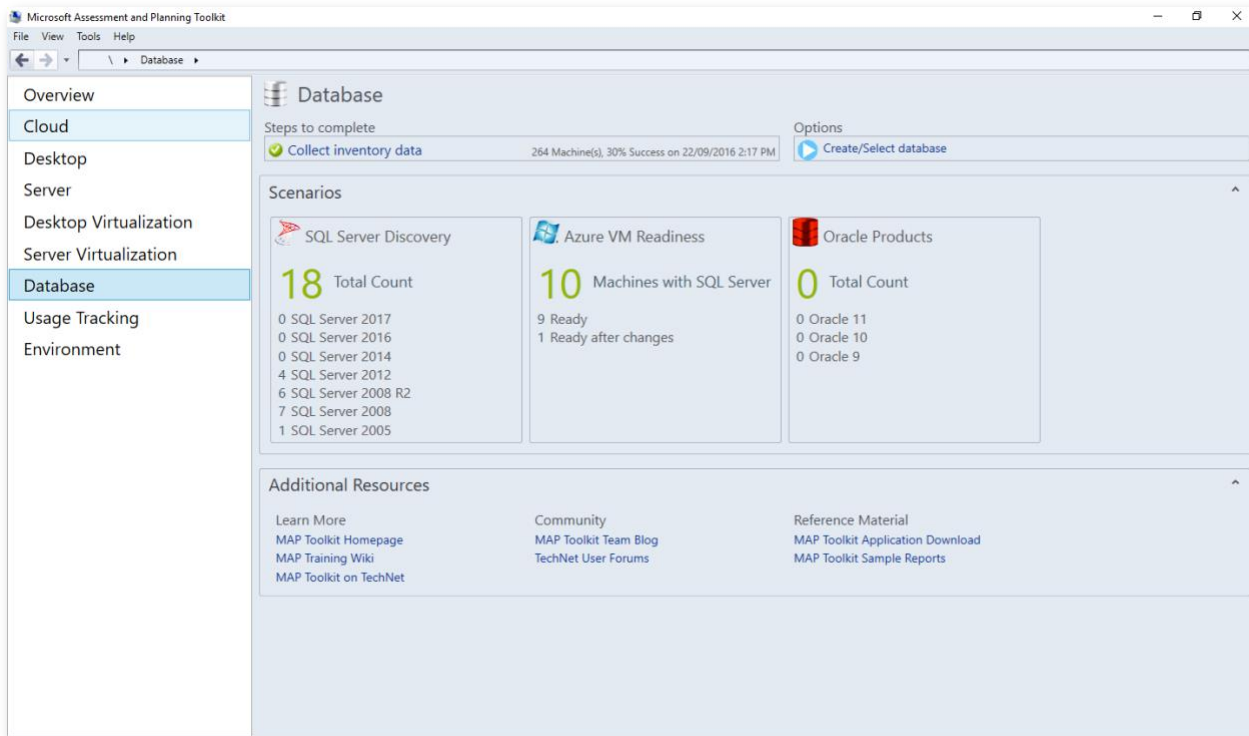 Microsoft Assessment and Planning Toolkit
File View Tools Help
\ Database
Overview
Cloud
Desktop
Server
Desktop Virtualization
Server Virtualization
Database
Usage Tracking
Environment
Database
Steps to complete
Collect inventory data 264 Machine(s), 30% Success on 22/09/2016 2:17 PM
Options
Create/Select database
Scenarios
SQL Server Discovery
18 Total Count
0 SQL Server 2017
0 SQL Server 2016
0 SQL Server 2014
4 SQL Server 2012
6 SQL Server 2008 R2
7 SQL Server 2008
1 SQL Server 2005
Azure VM Readiness
10 Machines with SQL Server
9 Ready
1 Ready after changes
Oracle Products
0 Total Count
0 Oracle 11
0 Oracle 10
0 Oracle 9
Additional Resources
Learn More
MAP Toolkit Homepage
MAP Training Wiki
MAP Toolkit on TechNet
Community
MAP Toolkit Team Blog
TechNet User Forums
Reference Material
MAP Toolkit Application Download
MAP Toolkit Sample Reports